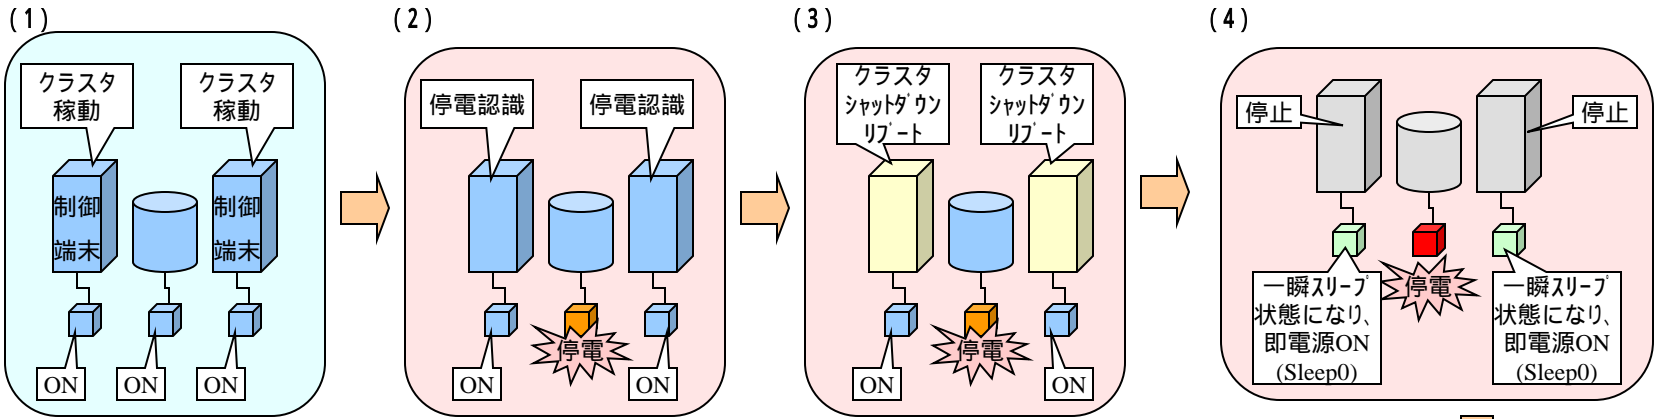 (1)
クラスタ
稼動
クラスタ
稼動
制御
端末
制御
端末
ON
ON
ON
(2)
停電認識
停電認識
停電
ON
ON
(3)
クラスタ
シャットダウン
リブート
クラスタ
シャットダウン
リブート
停電
ON
ON
(4)
停止
停止
一瞬スリープ
状態になり、
即電源ON
(Sleep0)
停電
一瞬スリープ
状態になり、
即電源ON
(Sleep0)